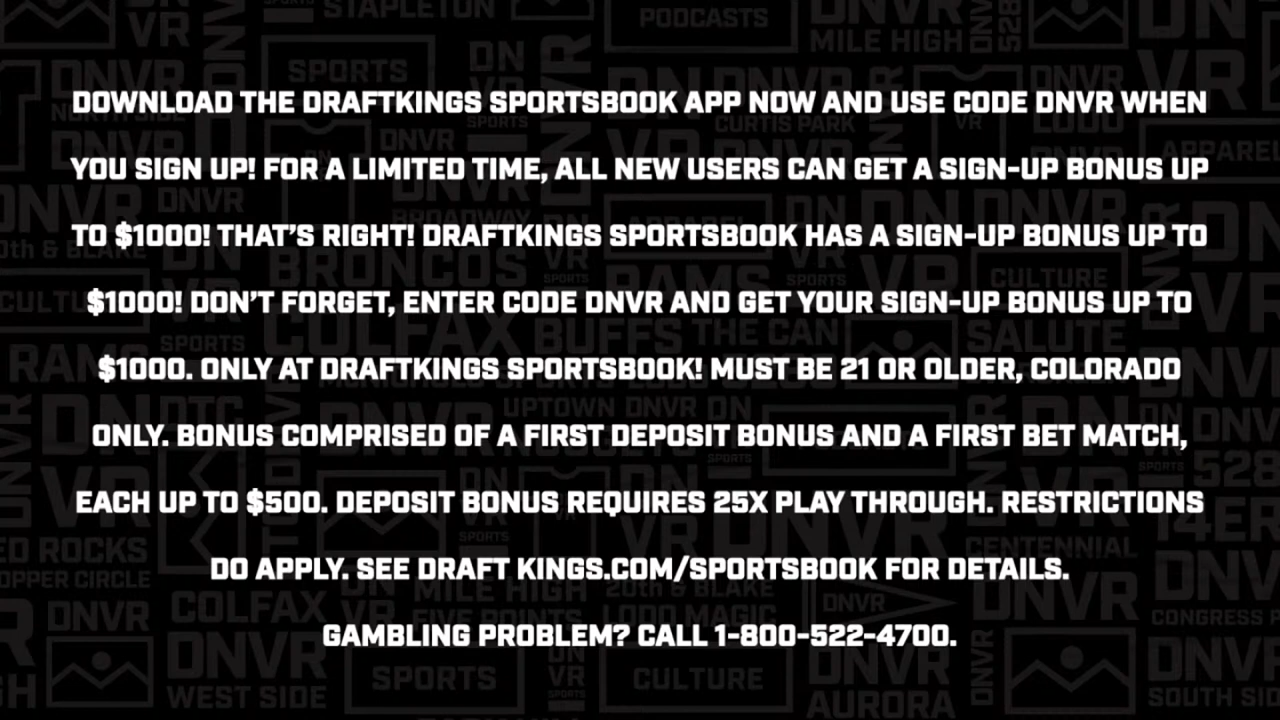 DOWNLOAD THE DRAFTKINGS SPORTSBOOK APP NOW AND USE CODE DNVR WHEN
YOU SIGN UP! FOR A LIMITED TIME, ALL NEW USERS CAN GET A SIGN-UP BONUS UP
TO $1000! THAT'S RIGHT! DRAFTKINGS SPORTSBOOK HAS A SIGN-UP BONUS UP TO
$1000! DON'T FORGET, ENTER CODE DNVR AND GET YOUR SIGN-UP BONUS UP TO
$1000. ONLY AT DRAFTKINGS SPORTSBOOK! MUST BE 21 OR OLDER, COLORADO
ONLY. BONUS COMPRISED OF A FIRST DEPOSIT BONUS AND A FIRST BET MATCH,
EACH UP TO $500. DEPOSIT BONUS REQUIRES 25X PLAY THROUGH. RESTRICTIONS
DO APPLY. SEE DRAFT KINGS.COM/SPORTSBOOK FOR DETAILS.
GAMBLING PROBLEM? CALL 1-800-522-4700.